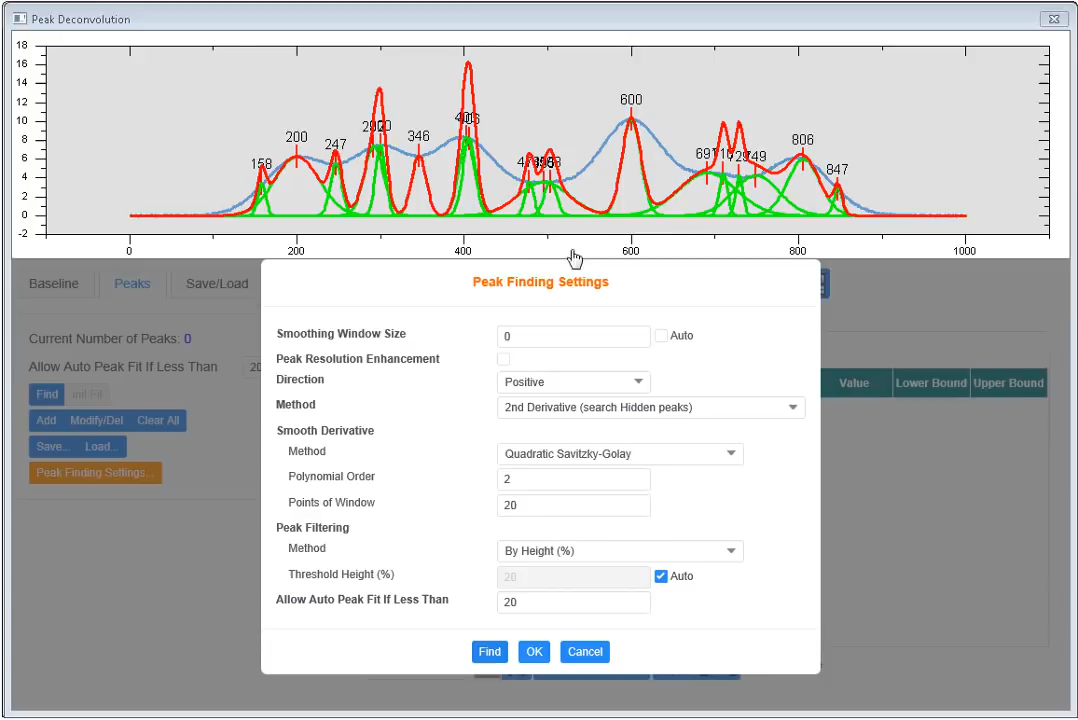 Peak Deconvolution
18
16
14
12
10
8
6
4
2
0
-2
158
200
247
346
600
697
749
806
847
0
200
400
600
800
1000
Baseline
Peaks
Save/Load
Current Number of Peaks: 0
Allow Auto Peak Fit If Less Than
20
Find
Init Fit
Add
Modify/Del
Clear All
Save...
Load...
Peak Finding Settings...
Value
Lower Bound
Upper Bound
Peak Finding Settings
Smoothing Window Size
0
Auto
Peak Resolution Enhancement
Direction
Positive
Method
2nd Derivative (search Hidden peaks)
Smooth Derivative
Method
Quadratic Savitzky-Golay
Polynomial Order
2
Points of Window
20
Peak Filtering
Method
By Height (%)
Threshold Height (%)
20
Auto
Allow Auto Peak Fit If Less Than
20
Find
OK
Cancel